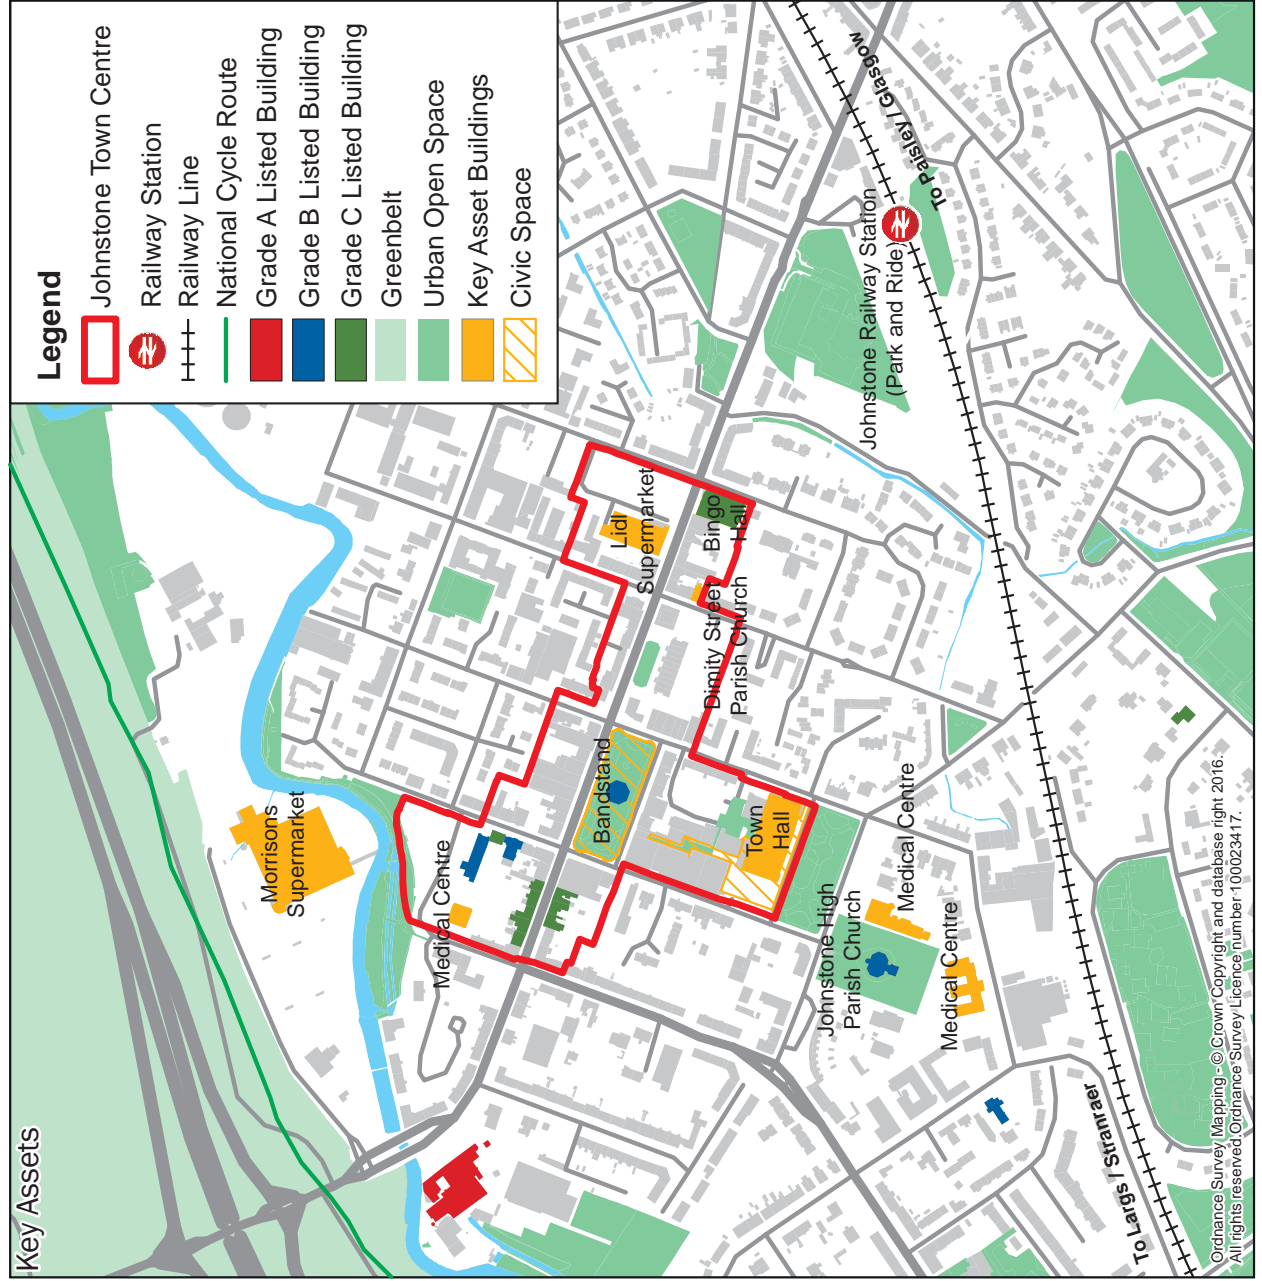 Key Assets
Legend
Johnstone Town Centre
Railway Station
Railway Line
National Cycle Route
Grade A Listed Building
Grade B Listed Building
Grade C Listed Building
Greenbelt
Urban Open Space
Key Asset Buildings
Civic Space
Morrisons
Supermarket
Medical Centre
Bandstand
Lidl
Supermarket
Bingo
Hall
Dimity Street
Parish Church
Town
Hall
Johnstone High
Parish Church
Medical Centre
Medical Centre
Johnstone Railway Station
(Park and Ride)
To Paisley / Glasgow
To Largs / Stranraer
Ordnance Survey Mapping - © Crown Copyright and database right 2016.
All rights reserved.Ordnance Survey Licence number 100023417.